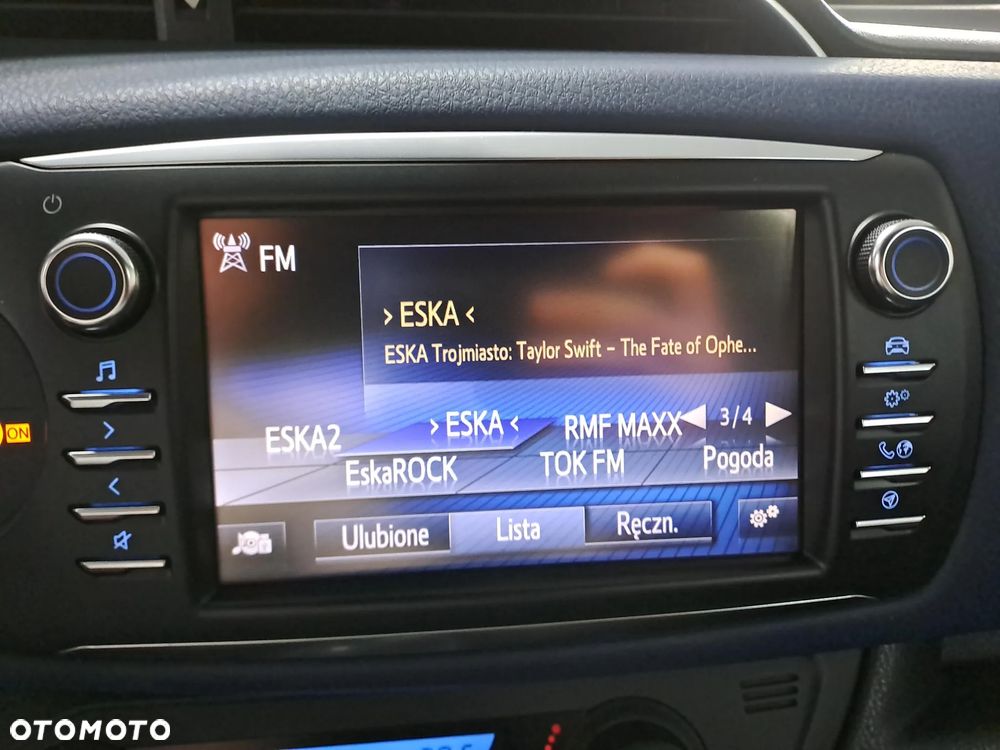 FM
› ESKA ‹
ESKA Trojmiasto: Taylor Swift – The Fate of Ophe...
ESKA2
› ESKA ‹
RMF MAXX
3/4
EskaROCK
TOK FM
Pogoda
ON
Ulubione
Lista
Ręczn.
OTOMOTO